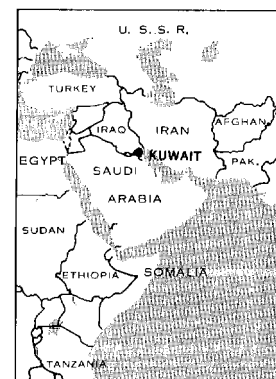 U. S. S. R.
TURKEY
IRAQ
IRAN
AFGHAN.
EGYPT
KUWAIT
PAK.
SAUDI
ARABIA
SUDAN
ETHIOPIA
SOMALIA
TANZANIA